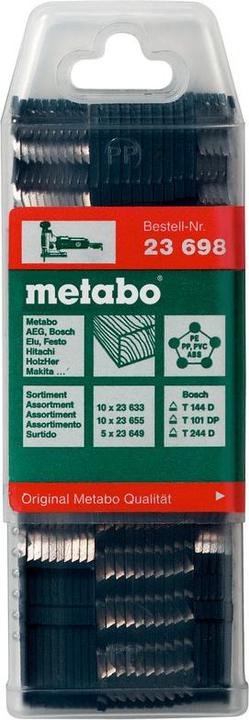 PP
Bestell-Nr.
23 698
metabo
Metabo
AEG, Bosch
Elu, Festo
Hitachi
HolzHer
Makita ...
PE
PP, PVC
ABS
Sortiment
Assortment
Assortiment
Assortimento
Surtido
10 x 23 633
10 x 23 655
5 x 23 649
Bosch
T 144 D
T 101 DP
T 244 D
Original Metabo Qualität